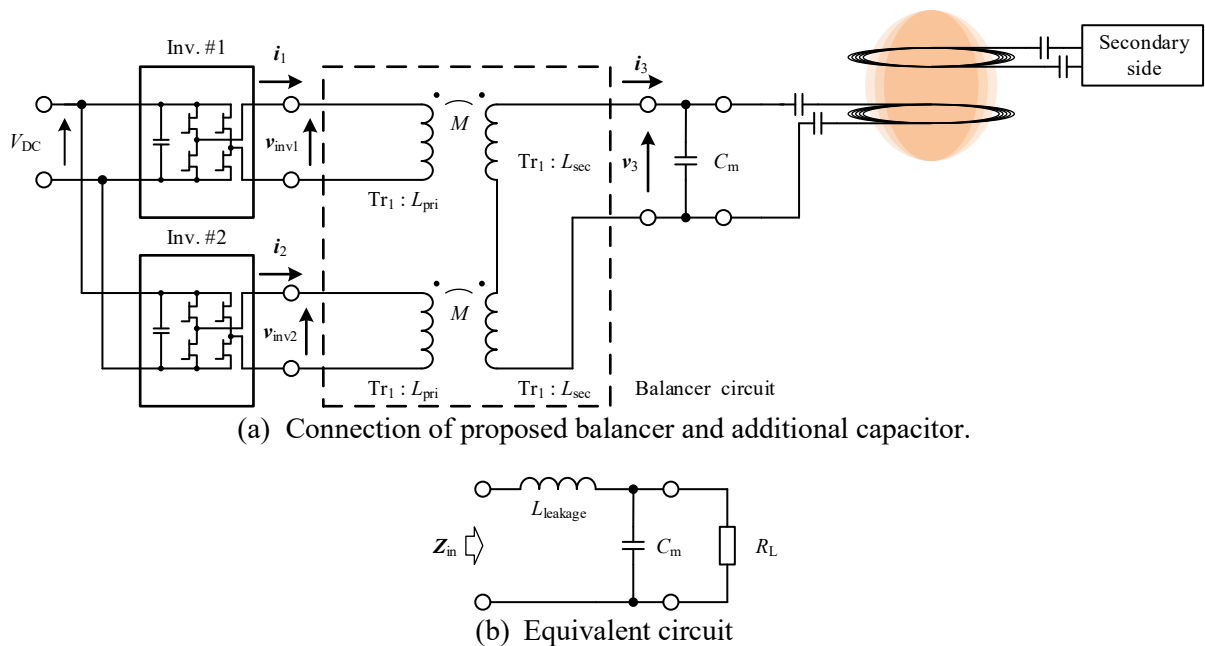 Inv. #1
i1
i3
Secondary
side
M
VDC
vinv1
Tr1 : Lsec
v3
Cm
Tr1 : Lpri
Inv. #2
i2
M
vinv2
Tr1 : Lpri
Tr1 : Lsec
Balancer circuit
(a) Connection of proposed balancer and additional capacitor.
Lleakage
Zin
Cm
RL
(b) Equivalent circuit